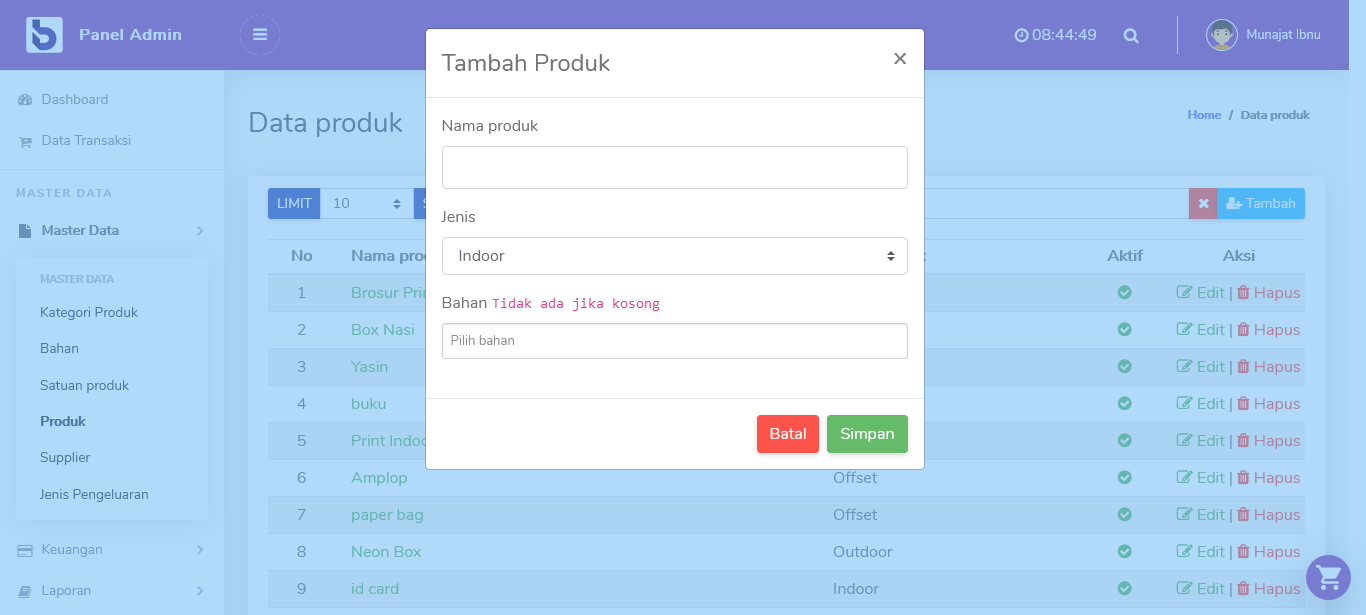 Panel Admin
08:44:49
Munajat Ibnu
Dashboard
Data Transaksi
MASTER DATA
Master Data
MASTER DATA
Kategori Produk
Bahan
Satuan produk
Produk
Supplier
Jenis Pengeluaran
Keuangan
Laporan
Data produk
Home / Data produk
LIMIT 10
Tambah
No Nama Aktif Aksi
1 Brosur Edit | Hapus
2 Box Nasi Edit | Hapus
3 Yasin Edit | Hapus
4 buku Edit | Hapus
5 Print Edit | Hapus
6 Amplop Offset Edit | Hapus
7 paper bag Offset Edit | Hapus
8 Neon Box Outdoor Edit | Hapus
9 id card Indoor Edit | Hapus
Tambah Produk
×
Nama produk
Jenis
Indoor
Bahan Tidak ada jika kosong
Pilih bahan
Batal Simpan